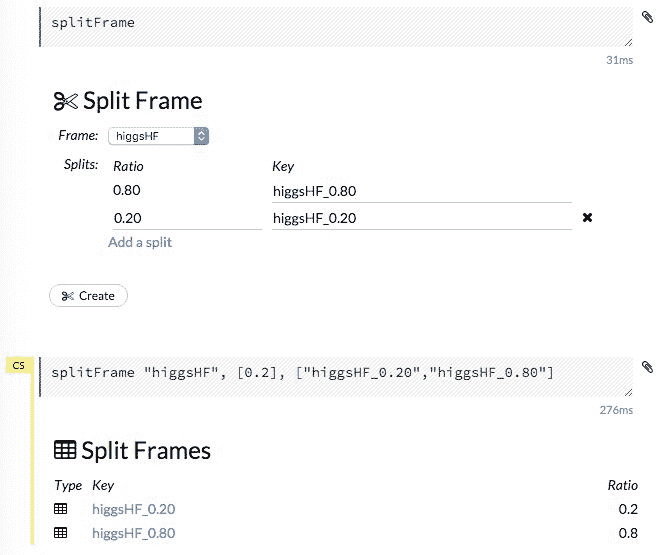 splitFrame
31ms
Split Frame
Frame: higgsHF
Splits: Ratio Key
0.80 higgsHF_0.80
0.20 higgsHF_0.20
Add a split
Create
CS
splitFrame "higgsHF", [0.2], ["higgsHF_0.20","higgsHF_0.80"]
276ms
Split Frames
Type Key Ratio
higgsHF_0.20 0.2
higgsHF_0.80 0.8